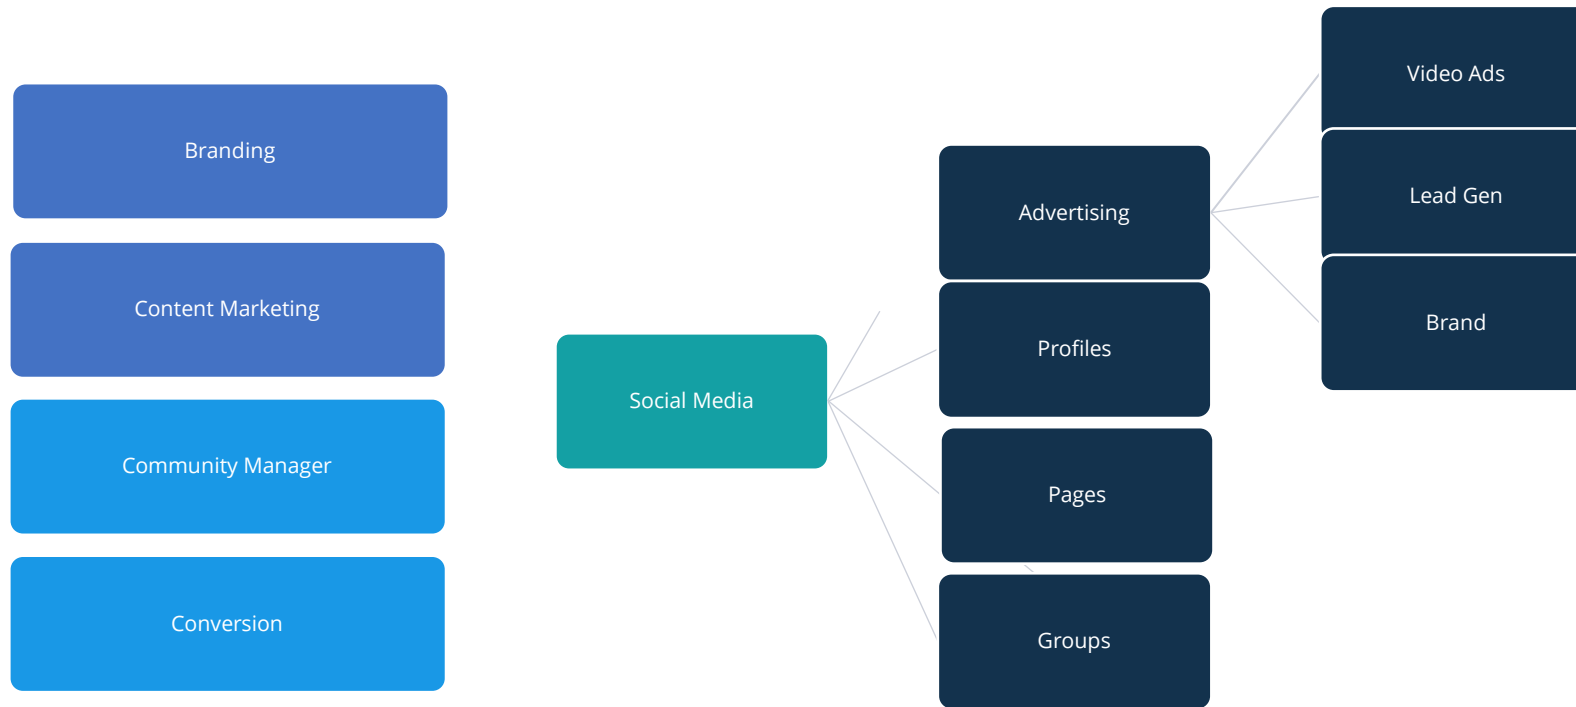 Branding
Content Marketing
Community Manager
Conversion
Social Media
Advertising
Profiles
Pages
Groups
Video Ads
Lead Gen
Brand